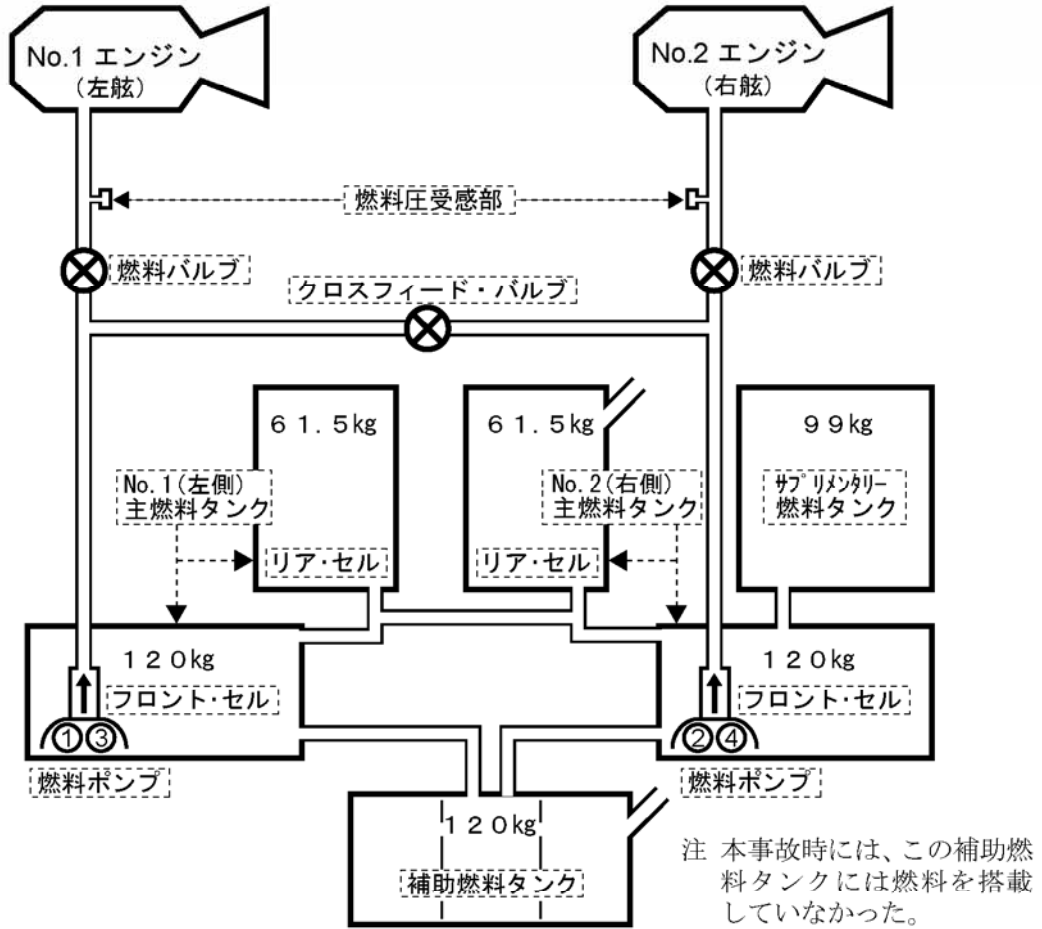 No.1 エンジン
(左舷)
No.2 エンジン
(右舷)
燃料圧受感部
燃料バルブ
燃料バルブ
クロスフィード・バルブ
61.5kg
61.5kg
99kg
No.1(左側)
主燃料タンク
No.2(右側)
主燃料タンク
サプリメンタリー
燃料タンク
リア・セル
リア・セル
120kg
フロント・セル
120kg
フロント・セル
①③
②④
燃料ポンプ
燃料ポンプ
120kg
補助燃料タンク
注 本事故時には、この補助燃
料タンクには燃料を搭載
していなかった。